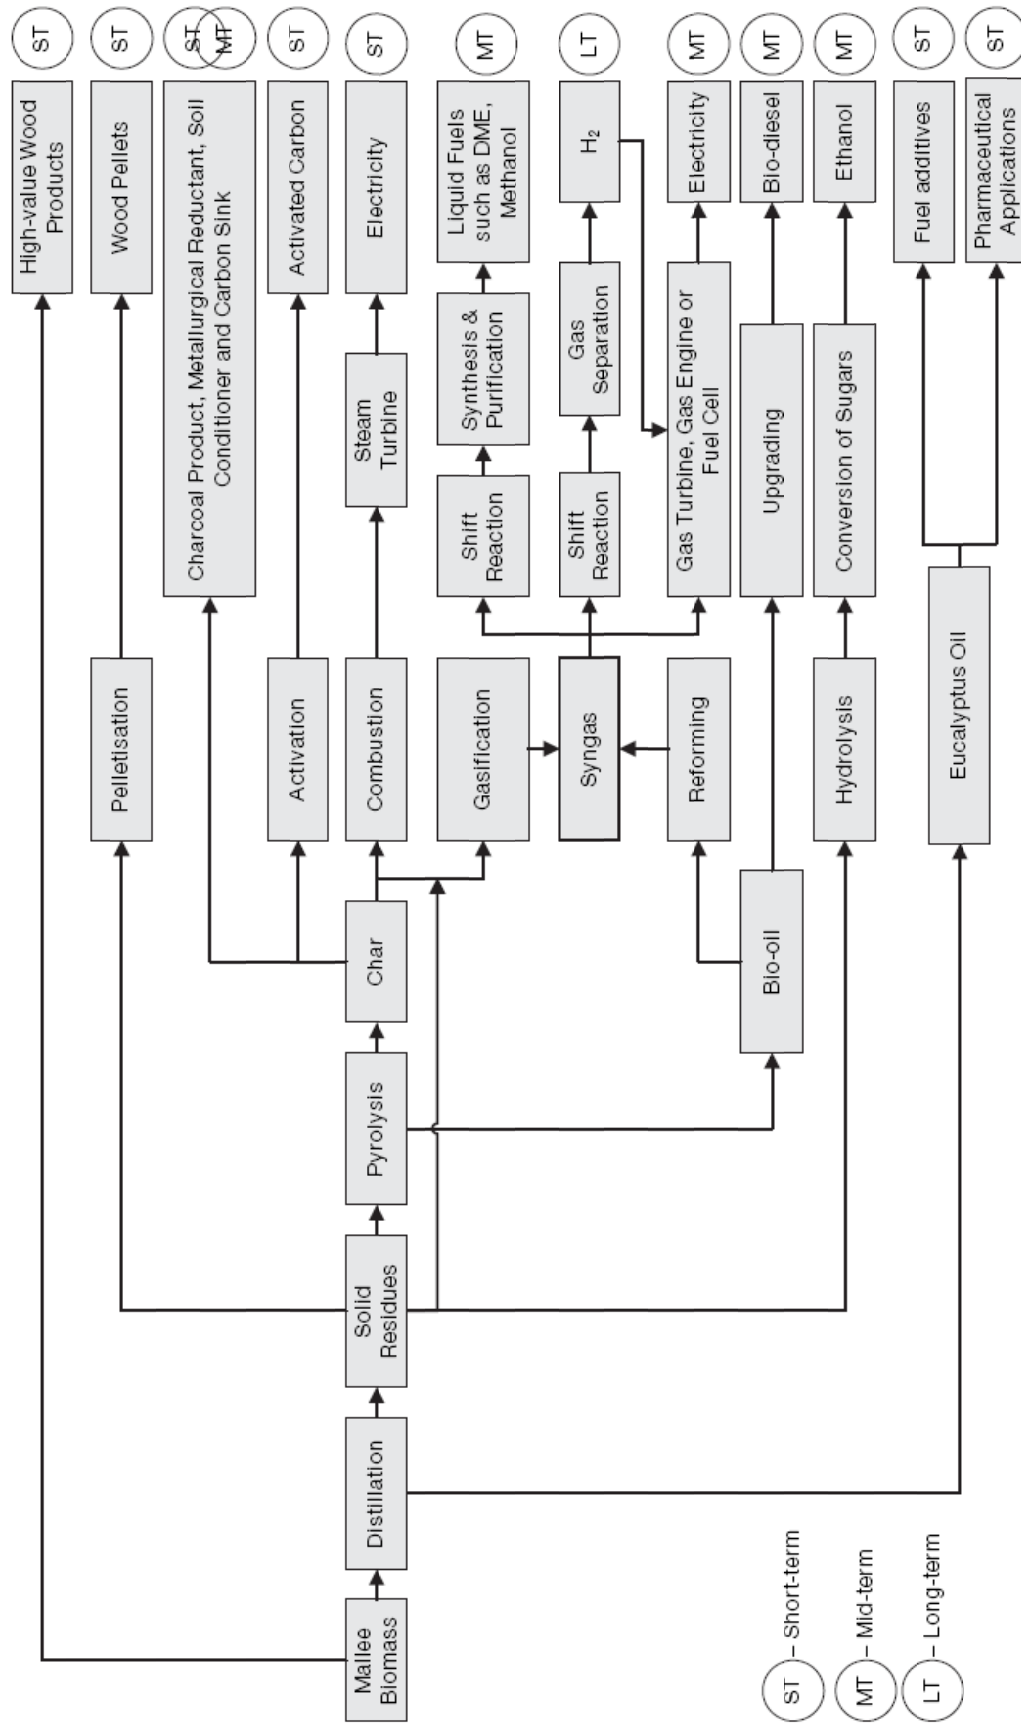 Mallee
Biomass
Distillation
Solid
Residues
Pyrolysis
Char
Bio-oil
Pelletisation
Activation
Combustion
Gasification
Syngas
Reforming
Hydrolysis
Eucalyptus Oil
Steam
Turbine
Shift
Reaction
Synthesis &
Purification
Shift
Reaction
Gas
Separation
Gas Turbine, Gas Engine or
Fuel Cell
Upgrading
Conversion of Sugars
High-value Wood
Products
ST
Wood Pellets
ST
Charcoal Product, Metallurgical Reductant, Soil
Conditioner and Carbon Sink
ST
MT
Activated Carbon
ST
Electricity
ST
Liquid Fuels
such as DME,
Methanol
MT
H₂
LT
Electricity
MT
Bio-diesel
MT
Ethanol
MT
Fuel additives
ST
Pharmaceutical
Applications
ST
ST – Short-term
MT – Mid-term
LT – Long-term